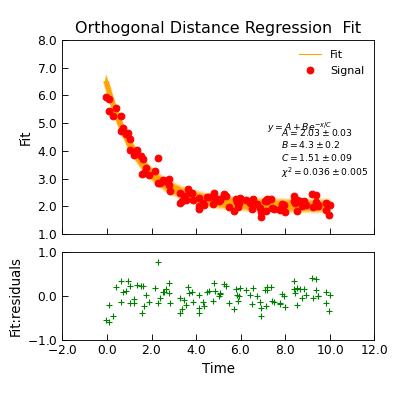 Orthogonal Distance Regression  Fit
8.0
7.0
6.0
5.0
4.0
3.0
2.0
1.0
Fit
Fit
Signal
y = A + Be^{-x/C}
A = 2.03 ± 0.03
B = 4.3 ± 0.2
C = 1.51 ± 0.09
χ² = 0.036 ± 0.005
1.0
0.0
−1.0
Fit:residuals
−2.0 0.0 2.0 4.0 6.0 8.0 10.0 12.0
Time